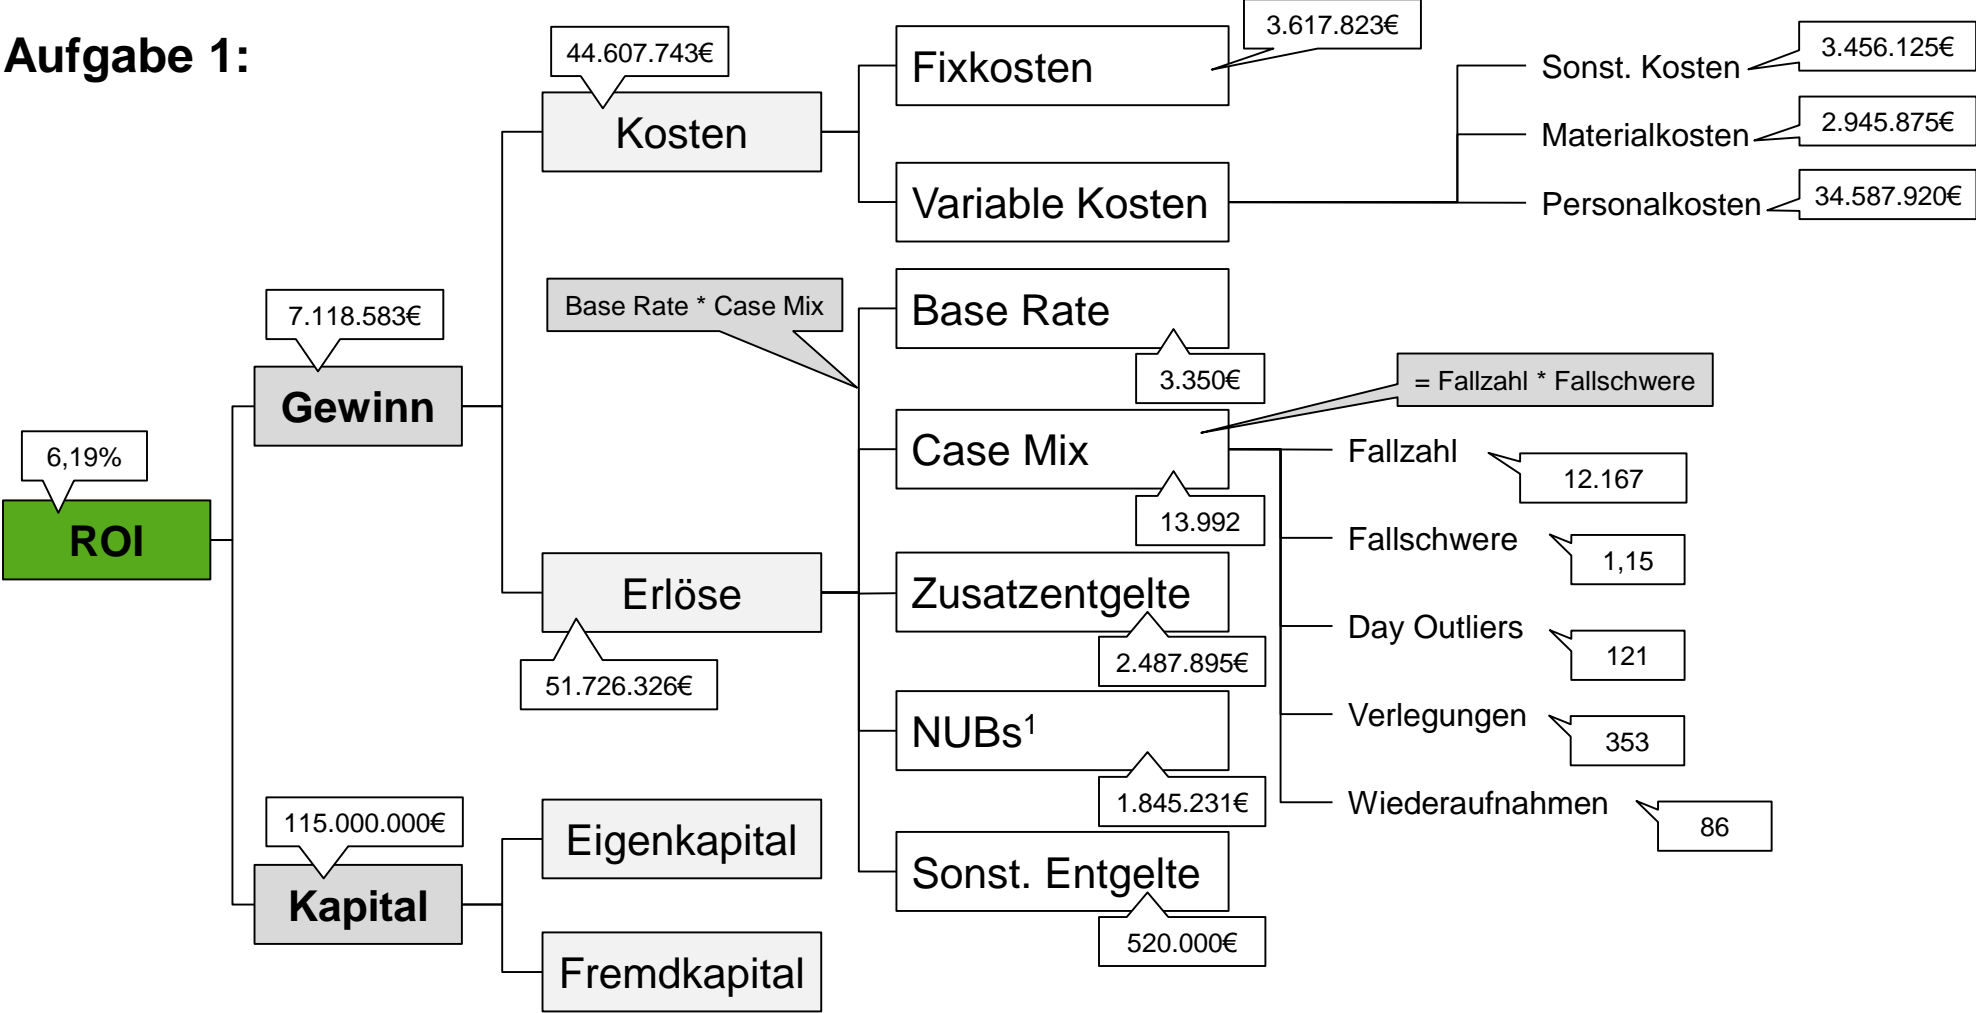 Aufgabe 1:
44.607.743€
Kosten
Fixkosten
3.617.823€
Variable Kosten
Sonst. Kosten
3.456.125€
Materialkosten
2.945.875€
Personalkosten
34.587.920€
7.118.583€
Gewinn
6,19%
ROI
Base Rate * Case Mix
Base Rate
3.350€
= Fallzahl * Fallschwere
Case Mix
13.992
Fallzahl
12.167
Fallschwere
1,15
Day Outliers
121
Verlegungen
353
Wiederaufnahmen
86
Erlöse
51.726.326€
Zusatzentgelte
2.487.895€
NUBs¹
1.845.231€
Sonst. Entgelte
520.000€
115.000.000€
Kapital
Eigenkapital
Fremdkapital